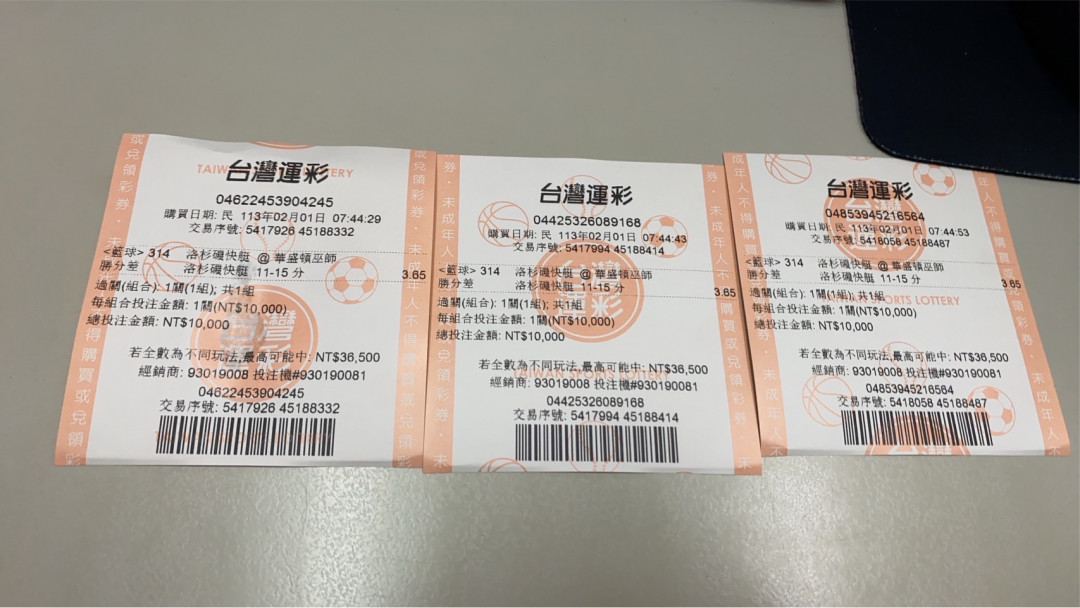 TAIWAN SPORTS LOTTERY
台灣運彩
04622453904245
購買日期: 民 113年02月01日 07:44:29
交易序號: 5417926 45188332
<籃球> 314 洛杉磯快艇 @ 華盛頓巫師
勝分差 洛杉磯快艇 11-15 分 3.65
過關(組合): 1關(1組); 共1組
每組合投注金額: 1關(NT$10,000)
總投注金額: NT$10,000
若全數為不同玩法,最高可能中: NT$36,500
經銷商: 93019008 投注機#930190081
04622453904245
交易序號: 5417926 45188332
台灣運彩
04425326089168
購買日期: 民 113年02月01日 07:44:43
交易序號: 5417994 45188414
<籃球> 314 洛杉磯快艇 @ 華盛頓巫師
勝分差 洛杉磯快艇 11-15 分 3.65
過關(組合): 1關(1組); 共1組
每組合投注金額: 1關(NT$10,000)
總投注金額: NT$10,000
若全數為不同玩法,最高可能中: NT$36,500
TAIWAN SPORTS LOTTERY
經銷商: 93019008 投注機#930190081
04425326089168
交易序號: 5417994 45188414
台灣運彩
04853945216564
購買日期: 民 113年02月01日 07:44:53
交易序號: 5418058 45188487
<籃球> 314 洛杉磯快艇 @ 華盛頓巫師
勝分差 洛杉磯快艇 11-15 分 3.65
過關(組合): 1關(1組); 共1組
SPORTS LOTTERY
每組合投注金額: 1關(NT$10,000)
總投注金額: NT$10,000
若全數為不同玩法,最高可能中: NT$36,500
經銷商: 93019008 投注機#930190081
04853945216564
交易序號: 5418058 45188487